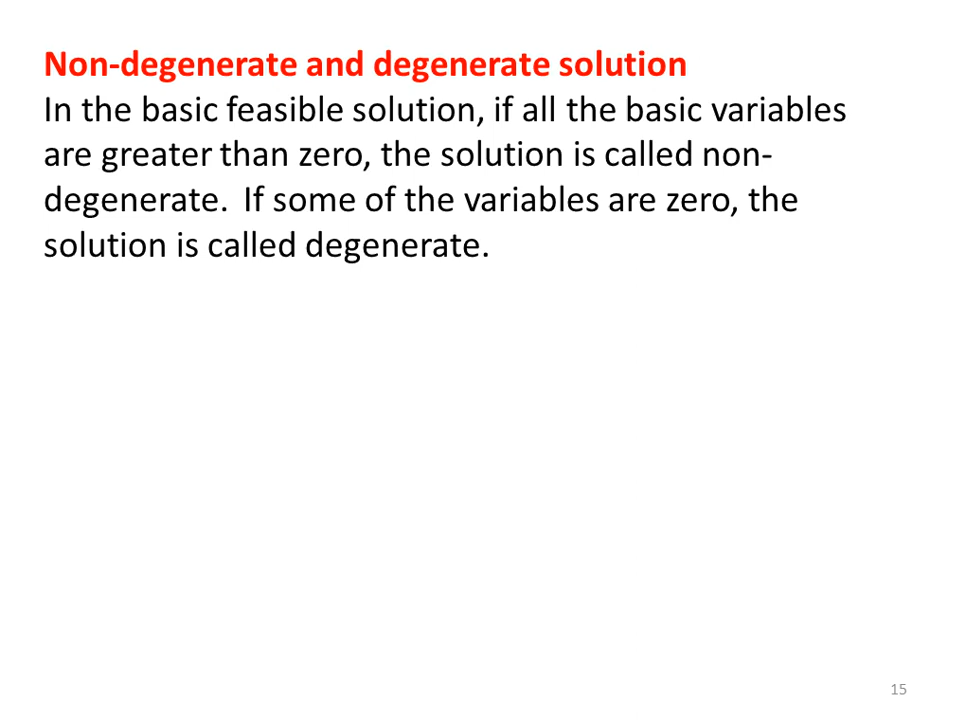 Non-degenerate and degenerate solution
In the basic feasible solution, if all the basic variables
are greater than zero, the solution is called non-
degenerate.  If some of the variables are zero, the
solution is called degenerate.
15